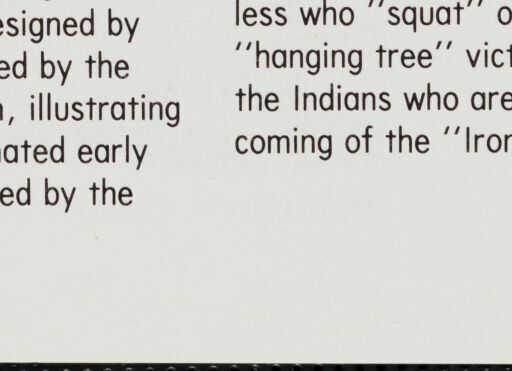 esigned by
ed by the
, illustrating
nated early
ed by the
less who "squat" o
"hanging tree" vict
the Indians who are
coming of the "Iron